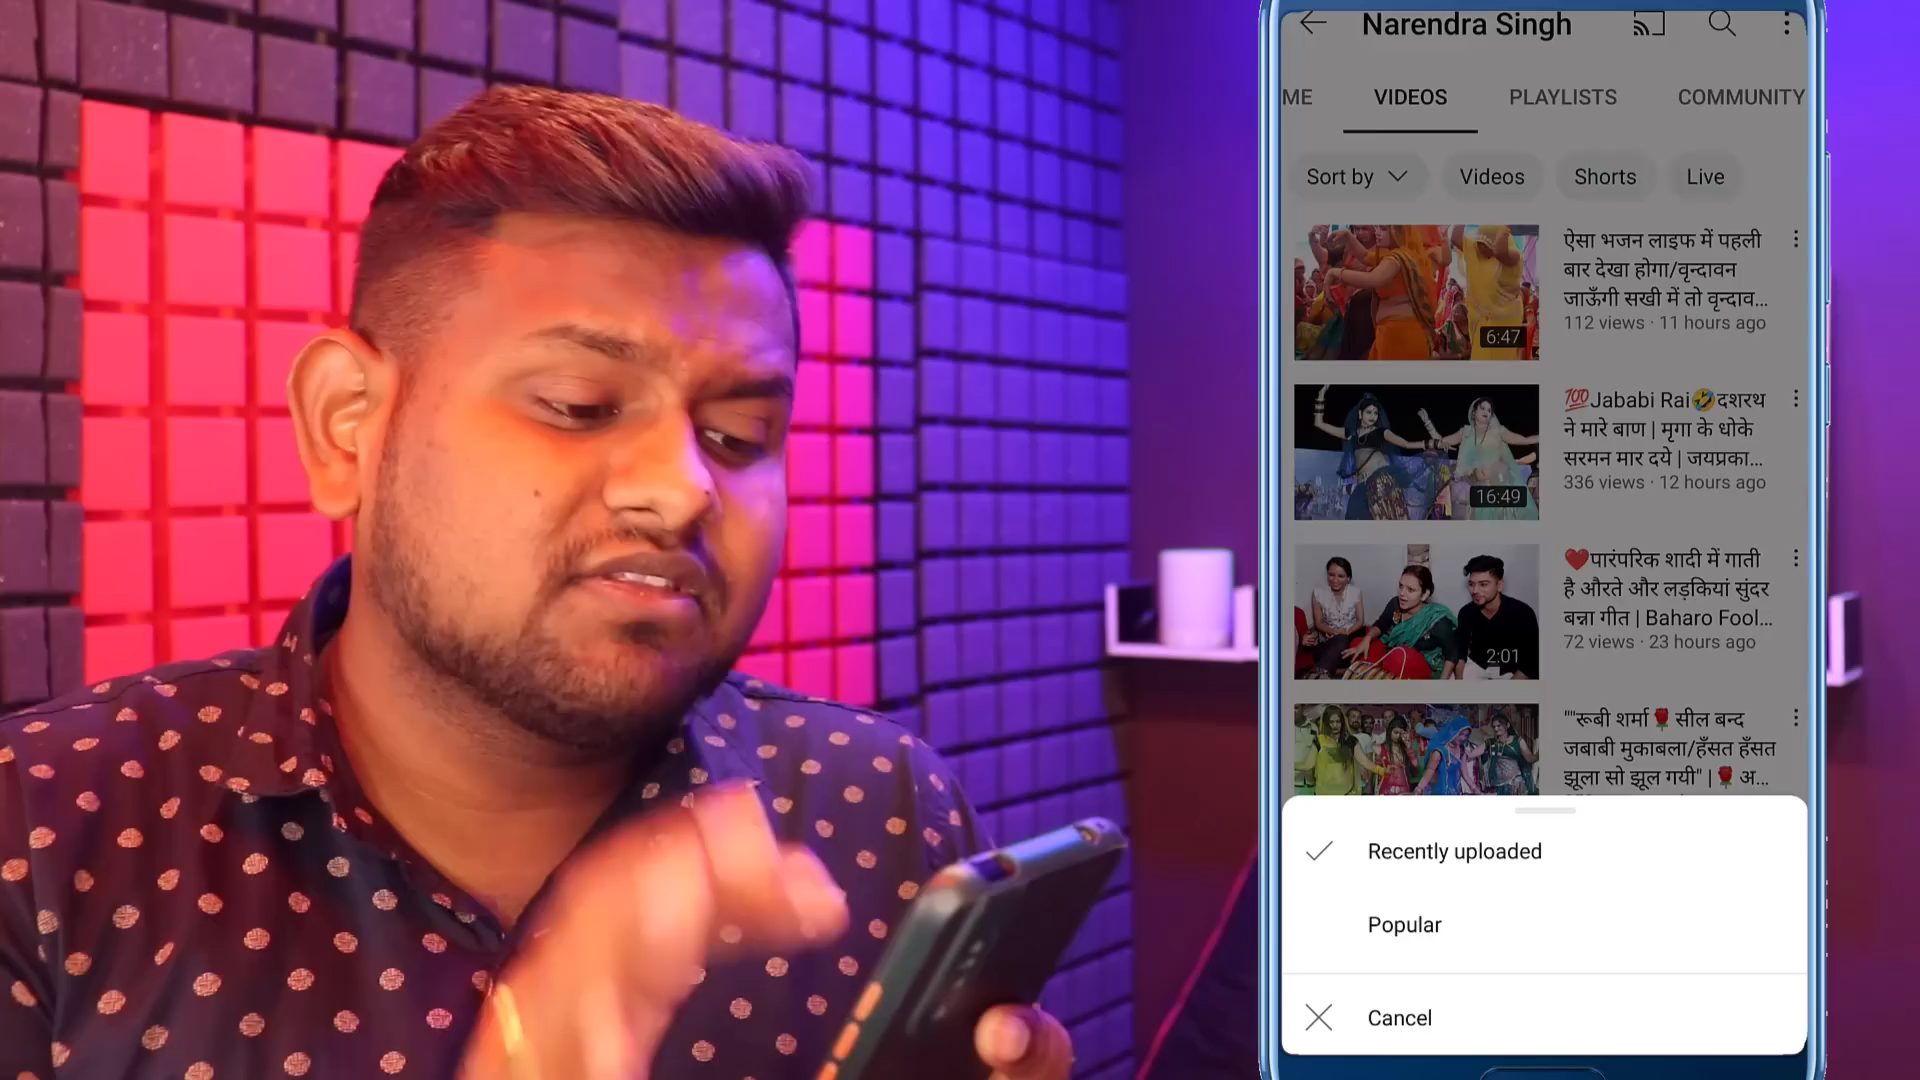 Narendra Singh
ME VIDEOS PLAYLISTS COMMUNITY
Sort by Videos Shorts Live
ऐसा भजन लाइफ में पहली
बार देखा होगा/वृन्दावन
जाऊँगी सखी में तो वृन्दाव...
112 views · 11 hours ago
6:47
💯Jababi Rai🤣दशरथ
ने मारे बाण | मृगा के धोके
सरमन मार दये | जयप्रका...
336 views · 12 hours ago
16:49
❤️पारंपरिक शादी में गाती
है औरते और लड़कियां सुंदर
बन्ना गीत | Baharo Fool...
72 views · 23 hours ago
2:01
""रूबी शर्मा🌹सील बन्द
जबाबी मुकाबला/हँसत हँसत
झूला सो झूल गयी" |🌹अ...
Recently uploaded
Popular
Cancel